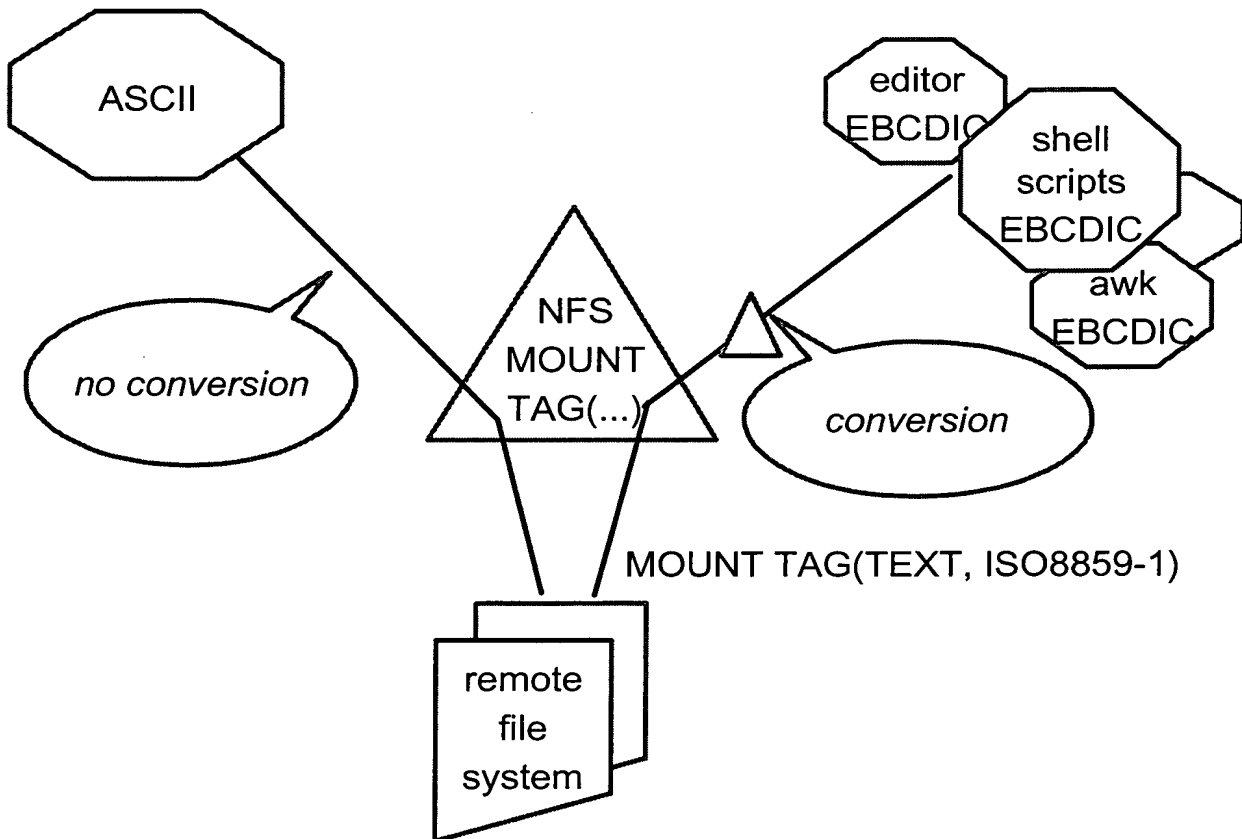 ASCII
editor
EBCDIC
shell
scripts
EBCDIC
awk
EBCDIC
NFS
MOUNT
TAG(...)
no conversion
conversion
MOUNT TAG(TEXT, ISO8859-1)
remote
file
system